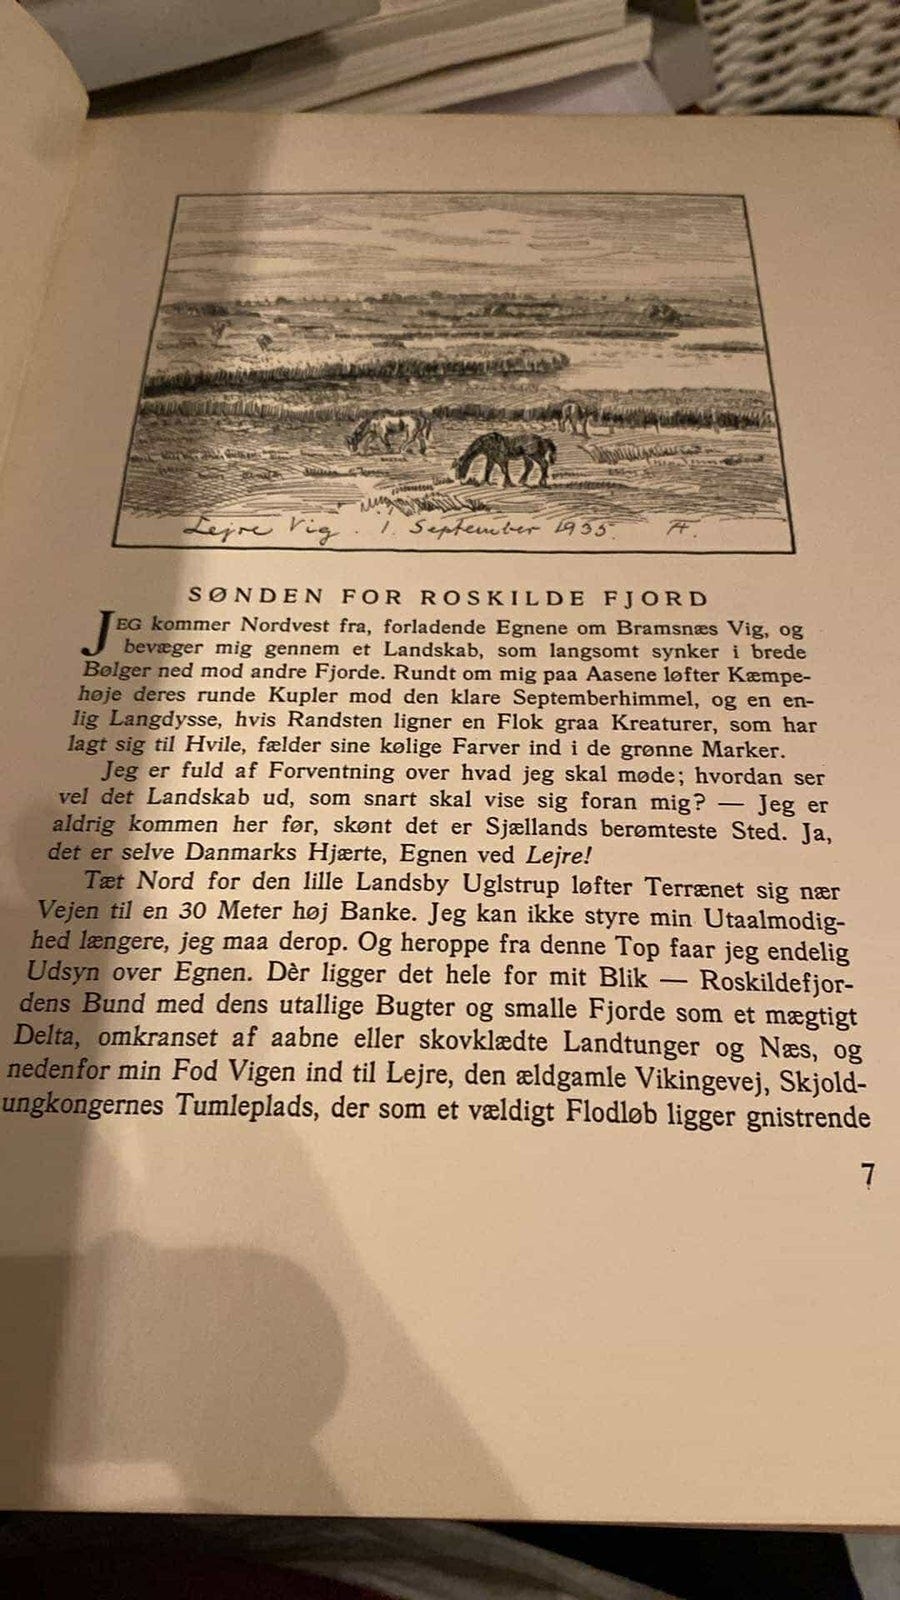 Lejre Vig. 1. September 1935. A.
SØNDEN FOR ROSKILDE FJORD
JEG kommer Nordvest fra, forladende Egnene om Bramsnæs Vig, og
bevæger mig gennem et Landskab, som langsomt synker i brede
Bølger ned mod andre Fjorde. Rundt om mig paa Aasene løfter Kæmpe-
høje deres runde Kupler mod den klare Septemberhimmel, og en en-
lig Langdysse, hvis Randsten ligner en Flok graa Kreaturer, som har
lagt sig til Hvile, fælder sine kølige Farver ind i de grønne Marker.
Jeg er fuld af Forventning over hvad jeg skal møde; hvordan ser
vel det Landskab ud, som snart skal vise sig foran mig? — Jeg er
aldrig kommen her før, skønt det er Sjællands berømteste Sted. Ja,
det er selve Danmarks Hjærte, Egnen ved Lejre!
Tæt Nord for den lille Landsby Uglstrup løfter Terrænet sig nær
Vejen til en 30 Meter høj Banke. Jeg kan ikke styre min Utaalmodig-
hed længere, jeg maa derop. Og heroppe fra denne Top faar jeg endelig
Udsyn over Egnen. Dèr ligger det hele for mit Blik — Roskildefjor-
dens Bund med dens utallige Bugter og smalle Fjorde som et mægtigt
Delta, omkranset af aabne eller skovklædte Landtunger og Næs, og
nedenfor min Fod Vigen ind til Lejre, den ældgamle Vikingevej, Skjold-
ungkongernes Tumleplads, der som et vældigt Flodløb ligger gnistrende
7